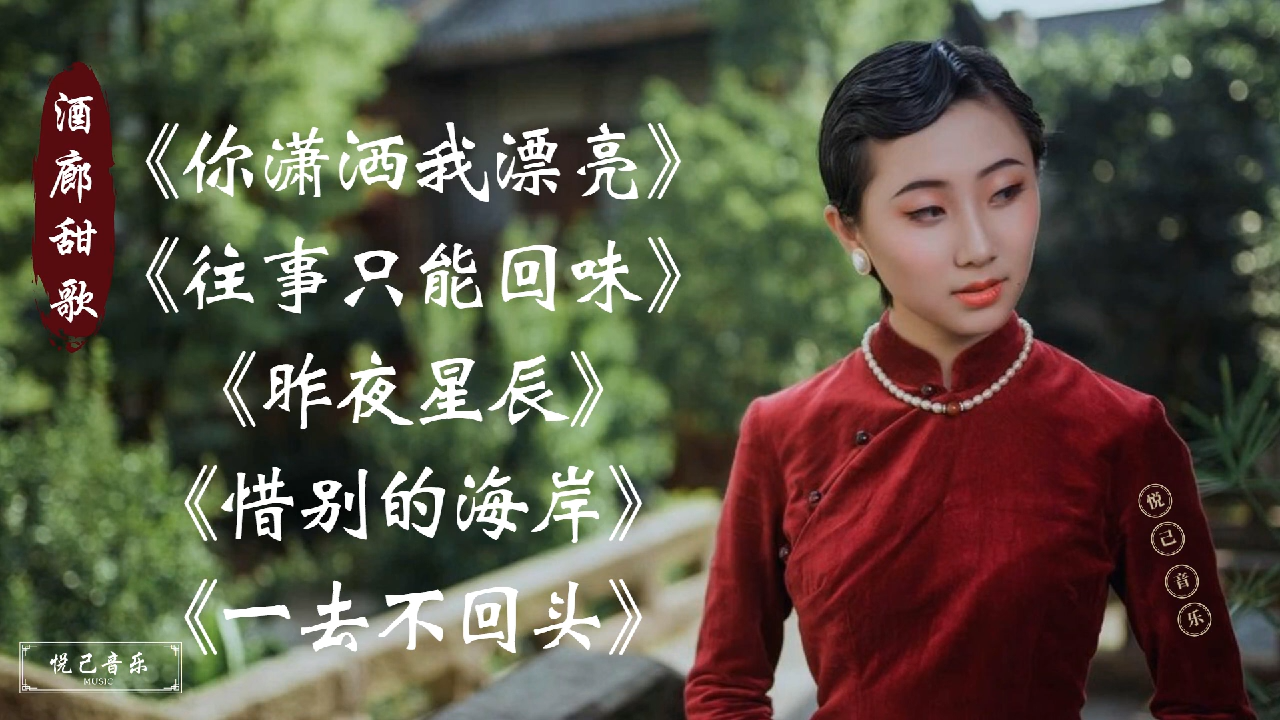 酒廊甜歌
《你潇洒我漂亮》
《往事只能回味》
《昨夜星辰》
《惜别的海岸》
《一去不回头》
悦己音乐
MUSIC
悦己音乐